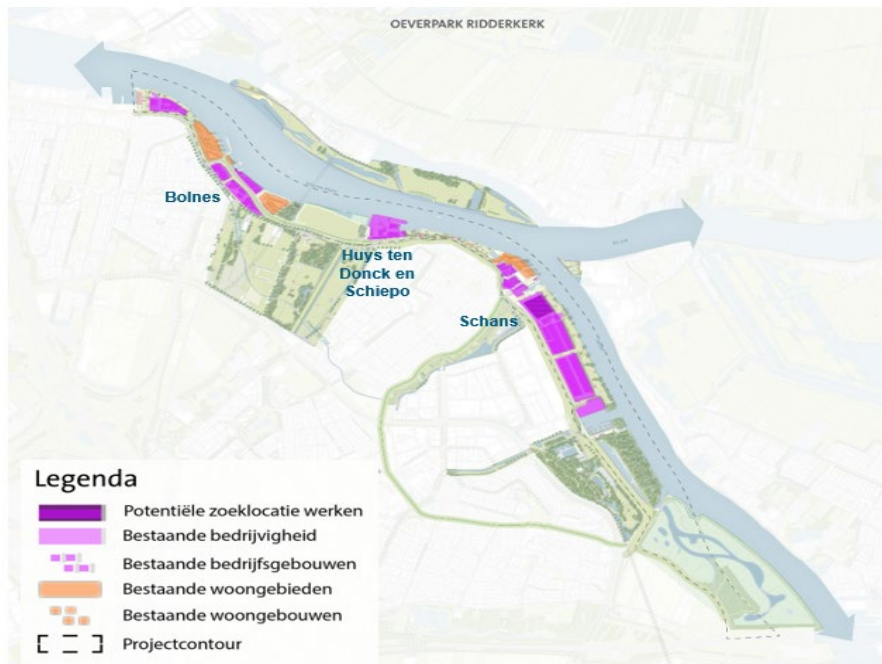 OEVERPARK RIDDERKERK
Bolnes
Huys ten
Donck en
Schiepo
Schans
Legenda
Potentiële zoeklocatie werken
Bestaande bedrijvigheid
Bestaande bedrijfsgebouwen
Bestaande woongebieden
Bestaande woongebouwen
Projectcontour